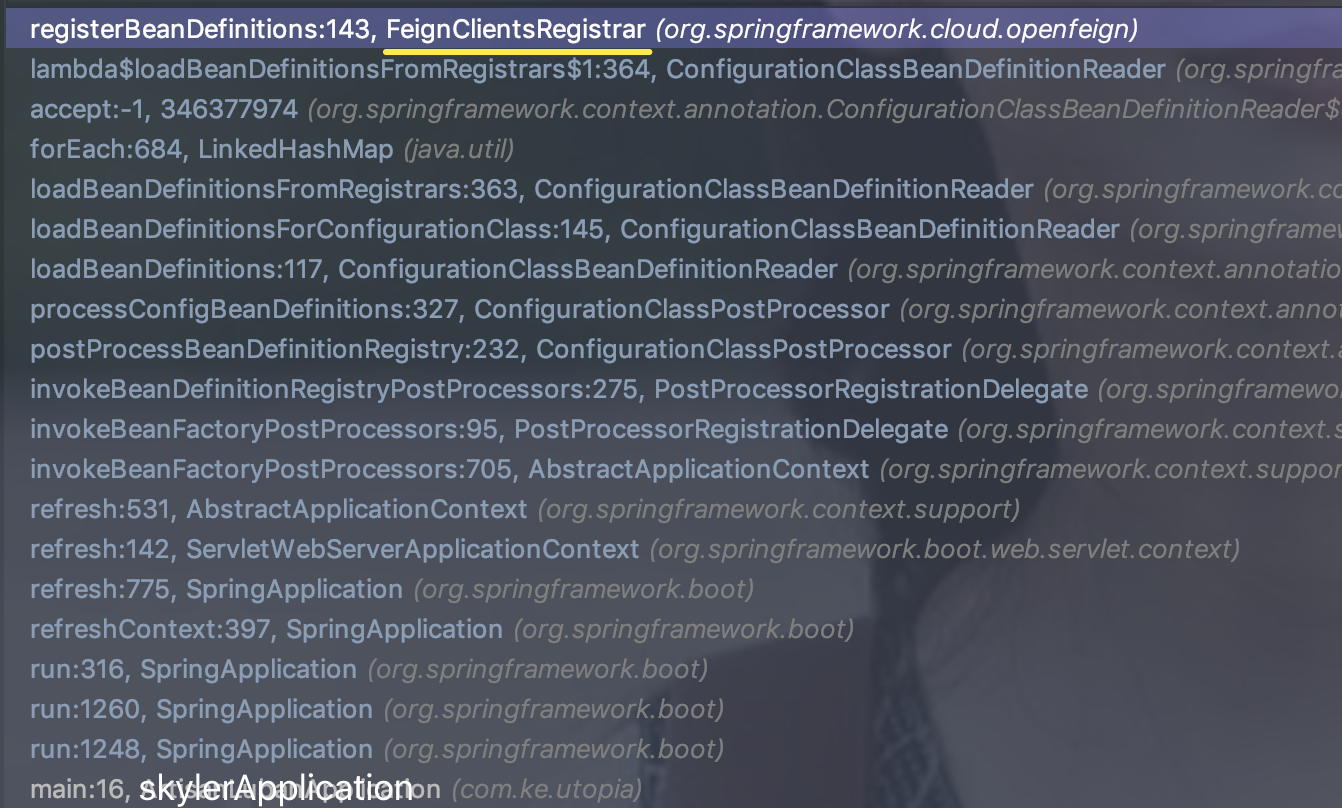 registerBeanDefinitions:143, FeignClientsRegistrar (org.springframework.cloud.openfeign)
lambda$loadBeanDefinitionsFromRegistrars$1:364, ConfigurationClassBeanDefinitionReader (org.springfra
accept:-1, 346377974 (org.springframework.context.annotation.ConfigurationClassBeanDefinitionReader$
forEach:684, LinkedHashMap (java.util)
loadBeanDefinitionsFromRegistrars:363, ConfigurationClassBeanDefinitionReader (org.springframework.co
loadBeanDefinitionsForConfigurationClass:145, ConfigurationClassBeanDefinitionReader (org.springframew
loadBeanDefinitions:117, ConfigurationClassBeanDefinitionReader (org.springframework.context.annotatio
processConfigBeanDefinitions:327, ConfigurationClassPostProcessor (org.springframework.context.annot
postProcessBeanDefinitionRegistry:232, ConfigurationClassPostProcessor (org.springframework.context.a
invokeBeanDefinitionRegistryPostProcessors:275, PostProcessorRegistrationDelegate (org.springframewor
invokeBeanFactoryPostProcessors:95, PostProcessorRegistrationDelegate (org.springframework.context.s
invokeBeanFactoryPostProcessors:705, AbstractApplicationContext (org.springframework.context.suppor
refresh:531, AbstractApplicationContext (org.springframework.context.support)
refresh:142, ServletWebServerApplicationContext (org.springframework.boot.web.servlet.context)
refresh:775, SpringApplication (org.springframework.boot)
refreshContext:397, SpringApplication (org.springframework.boot)
run:316, SpringApplication (org.springframework.boot)
run:1260, SpringApplication (org.springframework.boot)
run:1248, SpringApplication (org.springframework.boot)
main:16, skylerApplication (com.ke.utopia)